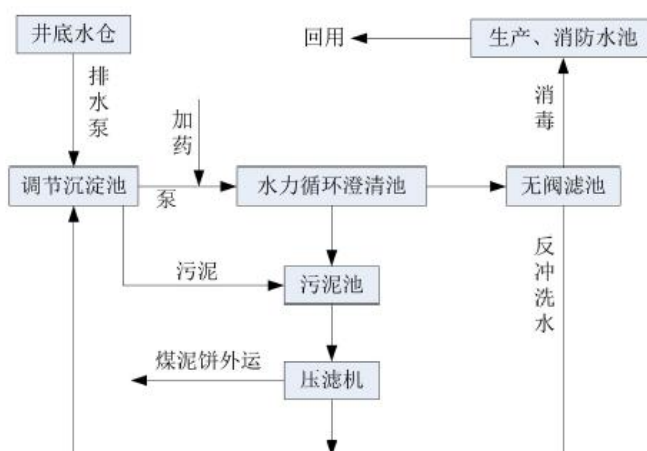 井底水仓
回用
生产、消防水池
排水泵
加药
消毒
调节沉淀池
泵
水力循环澄清池
无阀滤池
污泥
污泥池
反冲洗水
煤泥饼外运
压滤机